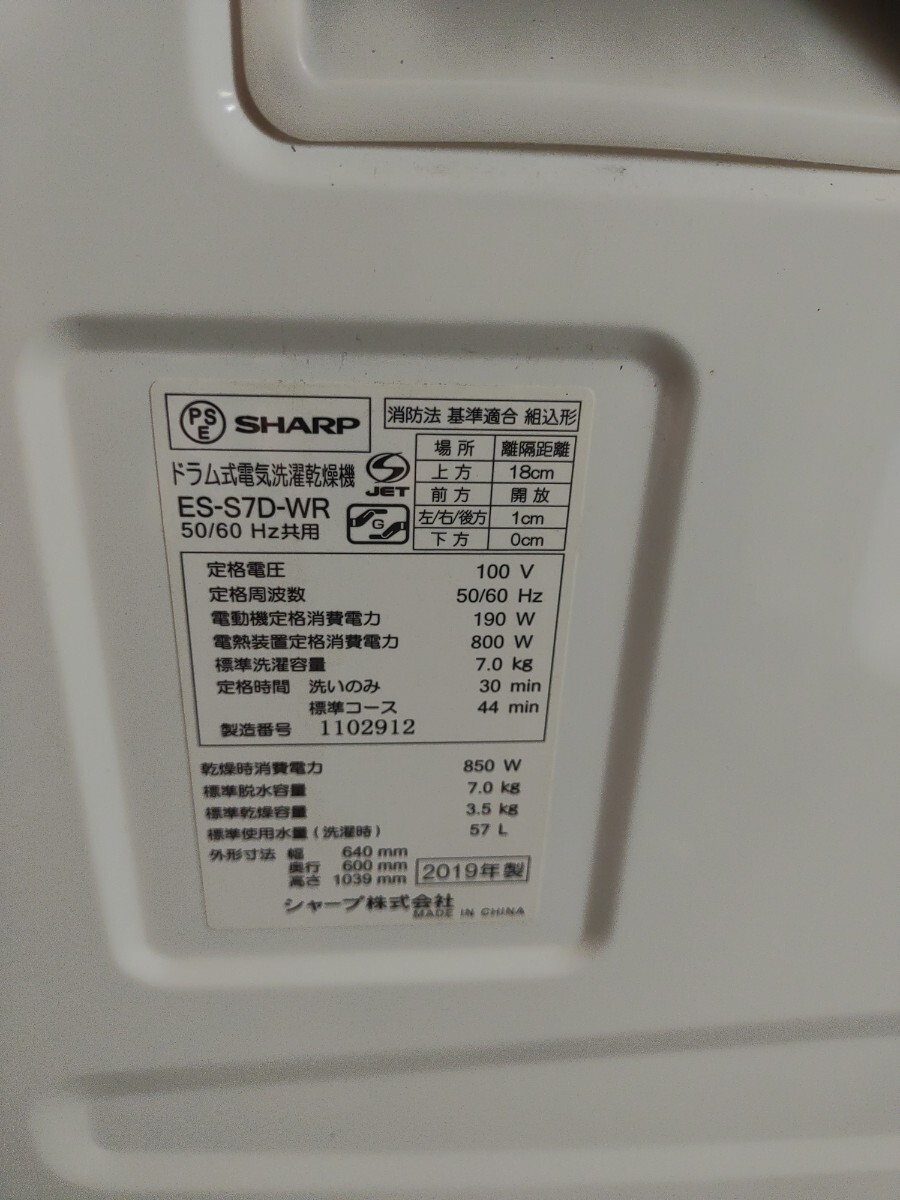 PSE SHARP
消防法 基準適合 組込形
ドラム式電気洗濯乾燥機
S JET
ES-S7D-WR
50/60 Hz共用
G
場所 離隔距離
上方 18cm
前方 開放
左/右/後方 1cm
下方 0cm
定格電圧 100 V
定格周波数 50/60 Hz
電動機定格消費電力 190 W
電熱装置定格消費電力 800 W
標準洗濯容量 7.0 kg
定格時間 洗いのみ 30 min
標準コース 44 min
製造番号 1102912
乾燥時消費電力 850 W
標準脱水容量 7.0 kg
標準乾燥容量 3.5 kg
標準使用水量(洗濯時) 57 L
外形寸法 幅 640 mm
奥行 600 mm
高さ 1039 mm
2019年製
シャープ株式会社
MADE IN CHINA